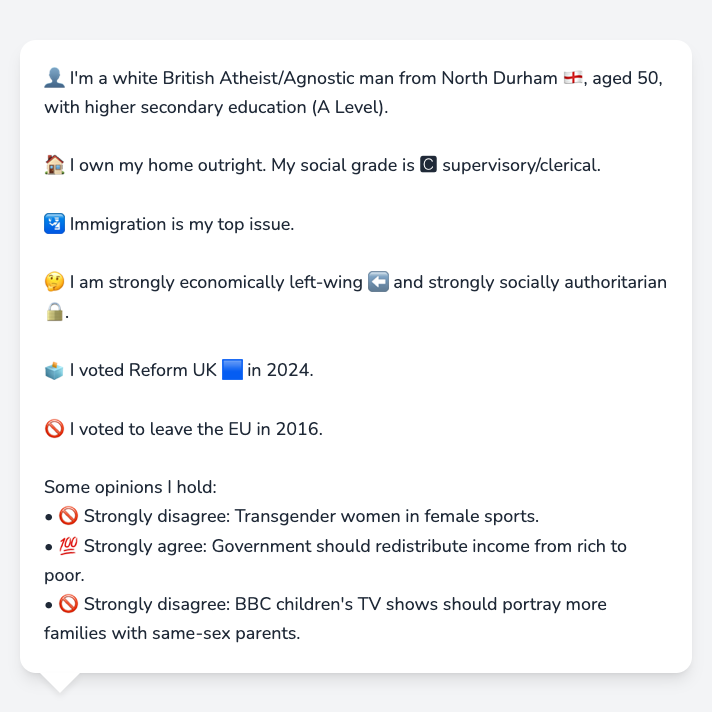 👤 I'm a white British Atheist/Agnostic man from North Durham 🏴󠁧󠁢󠁥󠁮󠁧󠁿, aged 50,
with higher secondary education (A Level).
🏠 I own my home outright. My social grade is 🅲 supervisory/clerical.
🛂 Immigration is my top issue.
🤔 I am strongly economically left-wing ⬅️ and strongly socially authoritarian
🔒.
🗳️ I voted Reform UK 🟦 in 2024.
🚫 I voted to leave the EU in 2016.
Some opinions I hold:
• 🚫 Strongly disagree: Transgender women in female sports.
• 💯 Strongly agree: Government should redistribute income from rich to
poor.
• 🚫 Strongly disagree: BBC children's TV shows should portray more
families with same-sex parents.